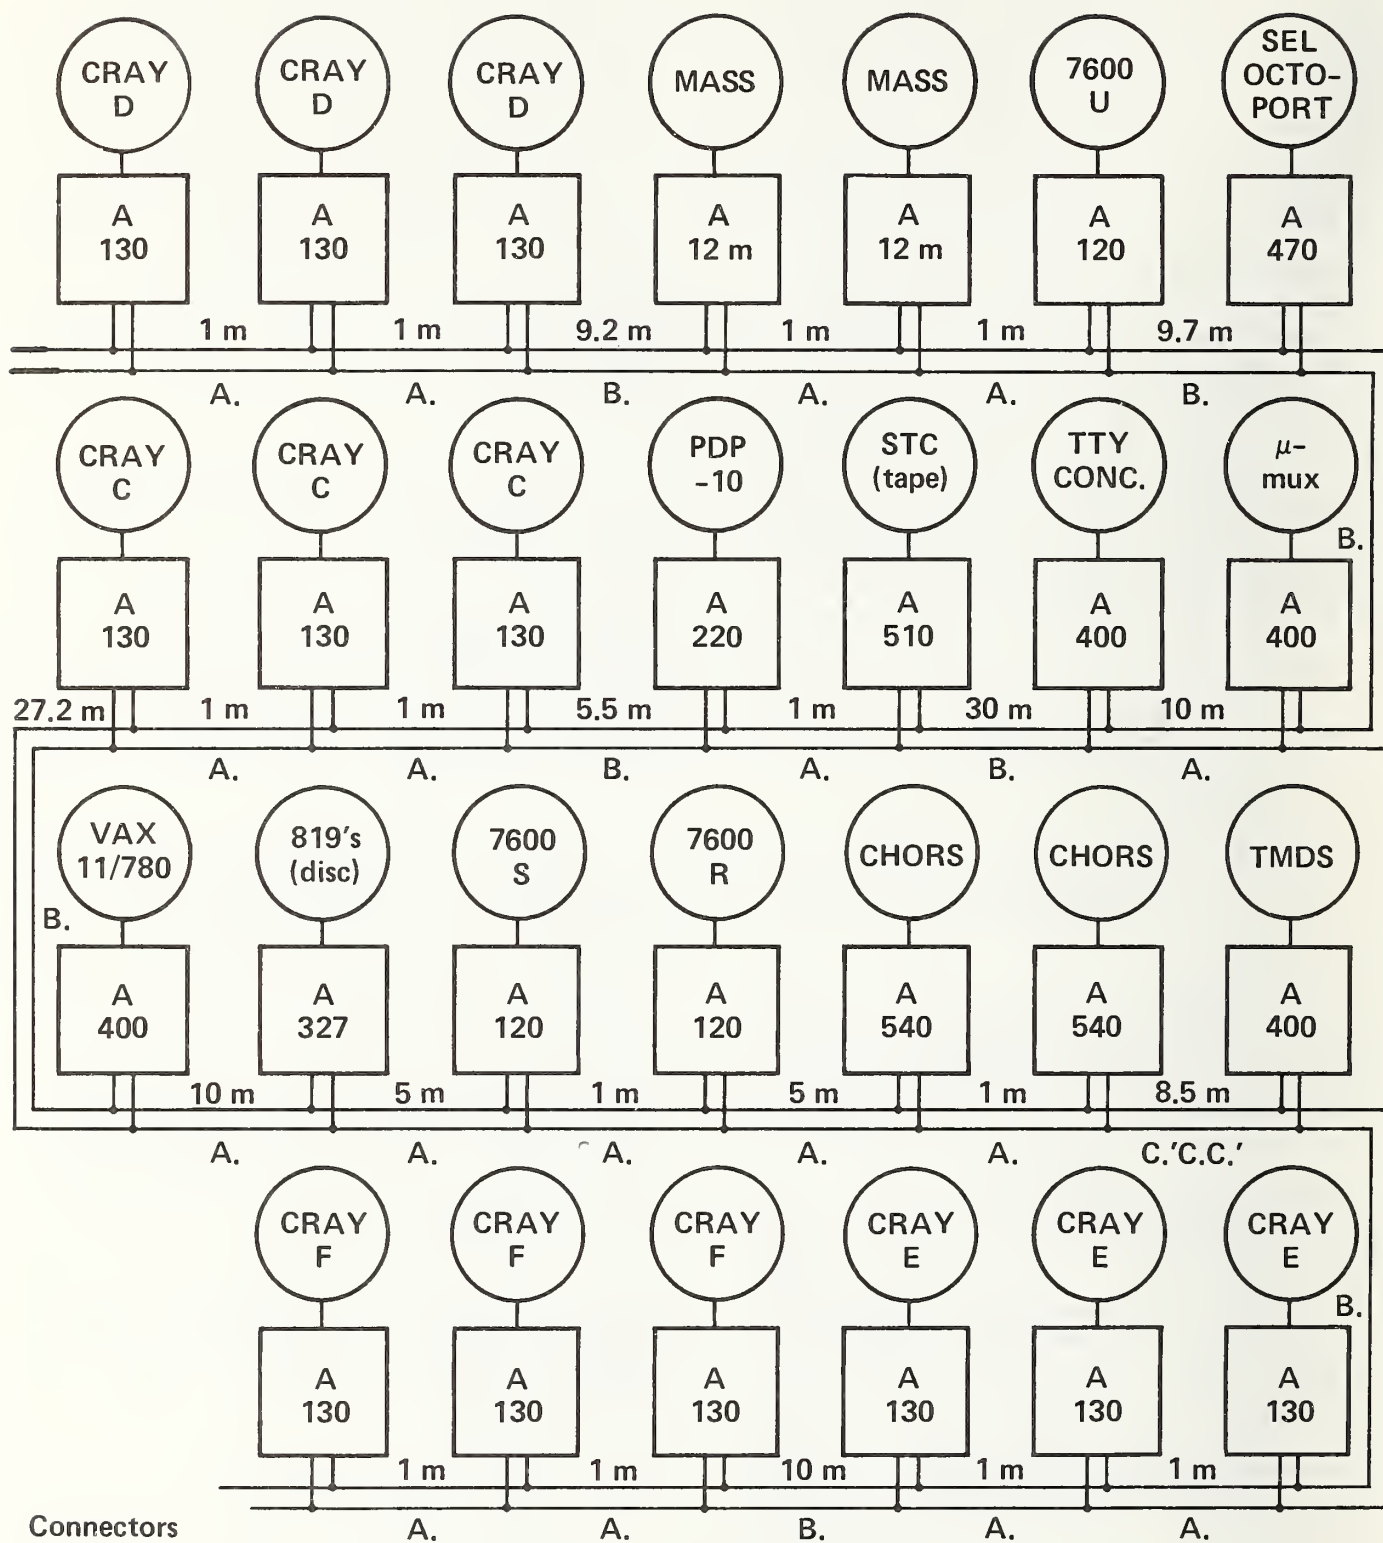 CRAY D
CRAY D
CRAY D
MASS
MASS
7600 U
SEL OCTO- PORT
A 130
A 130
A 130
A 12 m
A 12 m
A 120
A 470
1 m 1 m 9.2 m 1 m 1 m 9.7 m
A. A. B. A. A. B.
CRAY C
CRAY C
CRAY C
PDP -10
STC (tape)
TTY CONC.
μ- mux
B.
A 130
A 130
A 130
A 220
A 510
A 400
A 400
27.2 m 1 m 1 m 5.5 m 1 m 30 m 10 m
A. A. B. A. B. A.
VAX 11/780
819's (disc)
7600 S
7600 R
CHORS
CHORS
TMDS
B.
A 400
A 327
A 120
A 120
A 540
A 540
A 400
10 m 5 m 1 m 5 m 1 m 8.5 m
A. A. A. A. A. C.'C.C.'
CRAY F
CRAY F
CRAY F
CRAY E
CRAY E
CRAY E
B.
A 130
A 130
A 130
A 130
A 130
A 130
1 m 1 m 10 m 1 m 1 m
Connectors A. A. B. A. A.